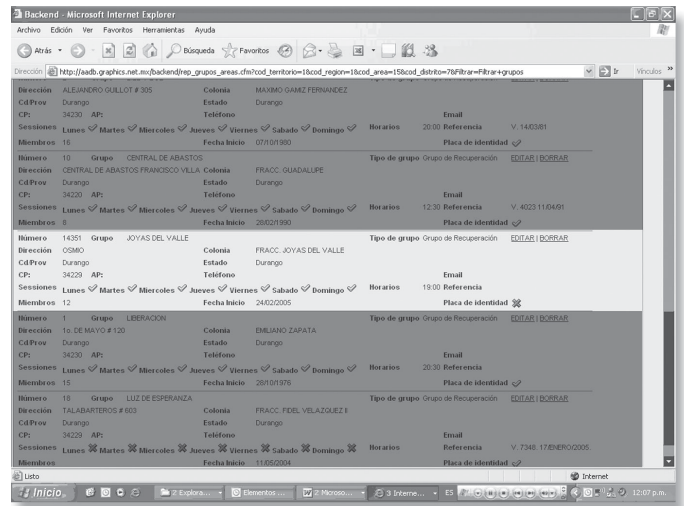 Backend - Microsoft Internet Explorer
Archivo Edición Ver Favoritos Herramientas Ayuda
Atrás Búsqueda Favoritos
Dirección http://aadb.graphics.net.mx/backend/rep_grupos_areas.cfm?cod_territorio=1&cod_region=1&cod_area=15&cod_distrito=7&Filtrar=Filtrar+grupos Ir Vínculos »
Dirección ALEJANDRO GUILLOT # 305 Colonia MAXIMO GAMIZ FERNANDEZ
Cd/Prov Durango Estado Durango
CP: 34230 AP: Teléfono Email
Sessiones Lunes Martes Miercoles Jueves Viernes Sabado Domingo Horarios 20:00 Referencia V. 14/03/81
Miembros 18 Fecha Inicio 07/10/1980 Placa de identidad
Número 10 Grupo CENTRAL DE ABASTOS Tipo de grupo Grupo de Recuperación EDITAR | BORRAR
Dirección CENTRAL DE ABASTOS FRANCISCO VILLA Colonia FRACC. GUADALUPE
Cd/Prov Durango Estado Durango
CP: 34220 AP: Teléfono Email
Sessiones Lunes Martes Miercoles Jueves Viernes Sabado Domingo Horarios 12:30 Referencia V. 4023 11/04/91
Miembros 8 Fecha Inicio 28/02/1990 Placa de identidad
Número 14351 Grupo JOYAS DEL VALLE Tipo de grupo Grupo de Recuperación EDITAR | BORRAR
Dirección OSMIO Colonia FRACC. JOYAS DEL VALLE
Cd/Prov Durango Estado Durango
CP: 34229 AP: Teléfono Email
Sessiones Lunes Martes Miercoles Jueves Viernes Sabado Domingo Horarios 19:00 Referencia
Miembros 12 Fecha Inicio 24/02/2005 Placa de identidad
Número 1 Grupo LIBERACION Tipo de grupo Grupo de Recuperación EDITAR | BORRAR
Dirección 1o. DE MAYO # 120 Colonia EMILIANO ZAPATA
Cd/Prov Durango Estado Durango
CP: 34230 AP: Teléfono Email
Sessiones Lunes Martes Miercoles Jueves Viernes Sabado Domingo Horarios 20:30 Referencia
Miembros 15 Fecha Inicio 28/10/1976 Placa de identidad
Número 18 Grupo LUZ DE ESPERANZA Tipo de grupo Grupo de Recuperación EDITAR | BORRAR
Dirección TALABARTEROS # 603 Colonia FRACC. FIDEL VELAZQUEZ II
Cd/Prov Durango Estado Durango
CP: 34229 AP: Teléfono Email
Sessiones Lunes Martes Miercoles Jueves Viernes Sabado Domingo Horarios Referencia V. 7348. 17/ENERO/2005
Miembros Fecha Inicio 11/05/2004 Placa de identidad
Listo Internet
Inicio 2 Explora... Elementos ... 2 Microso... 3 Interne... ES 12:07 p.m.